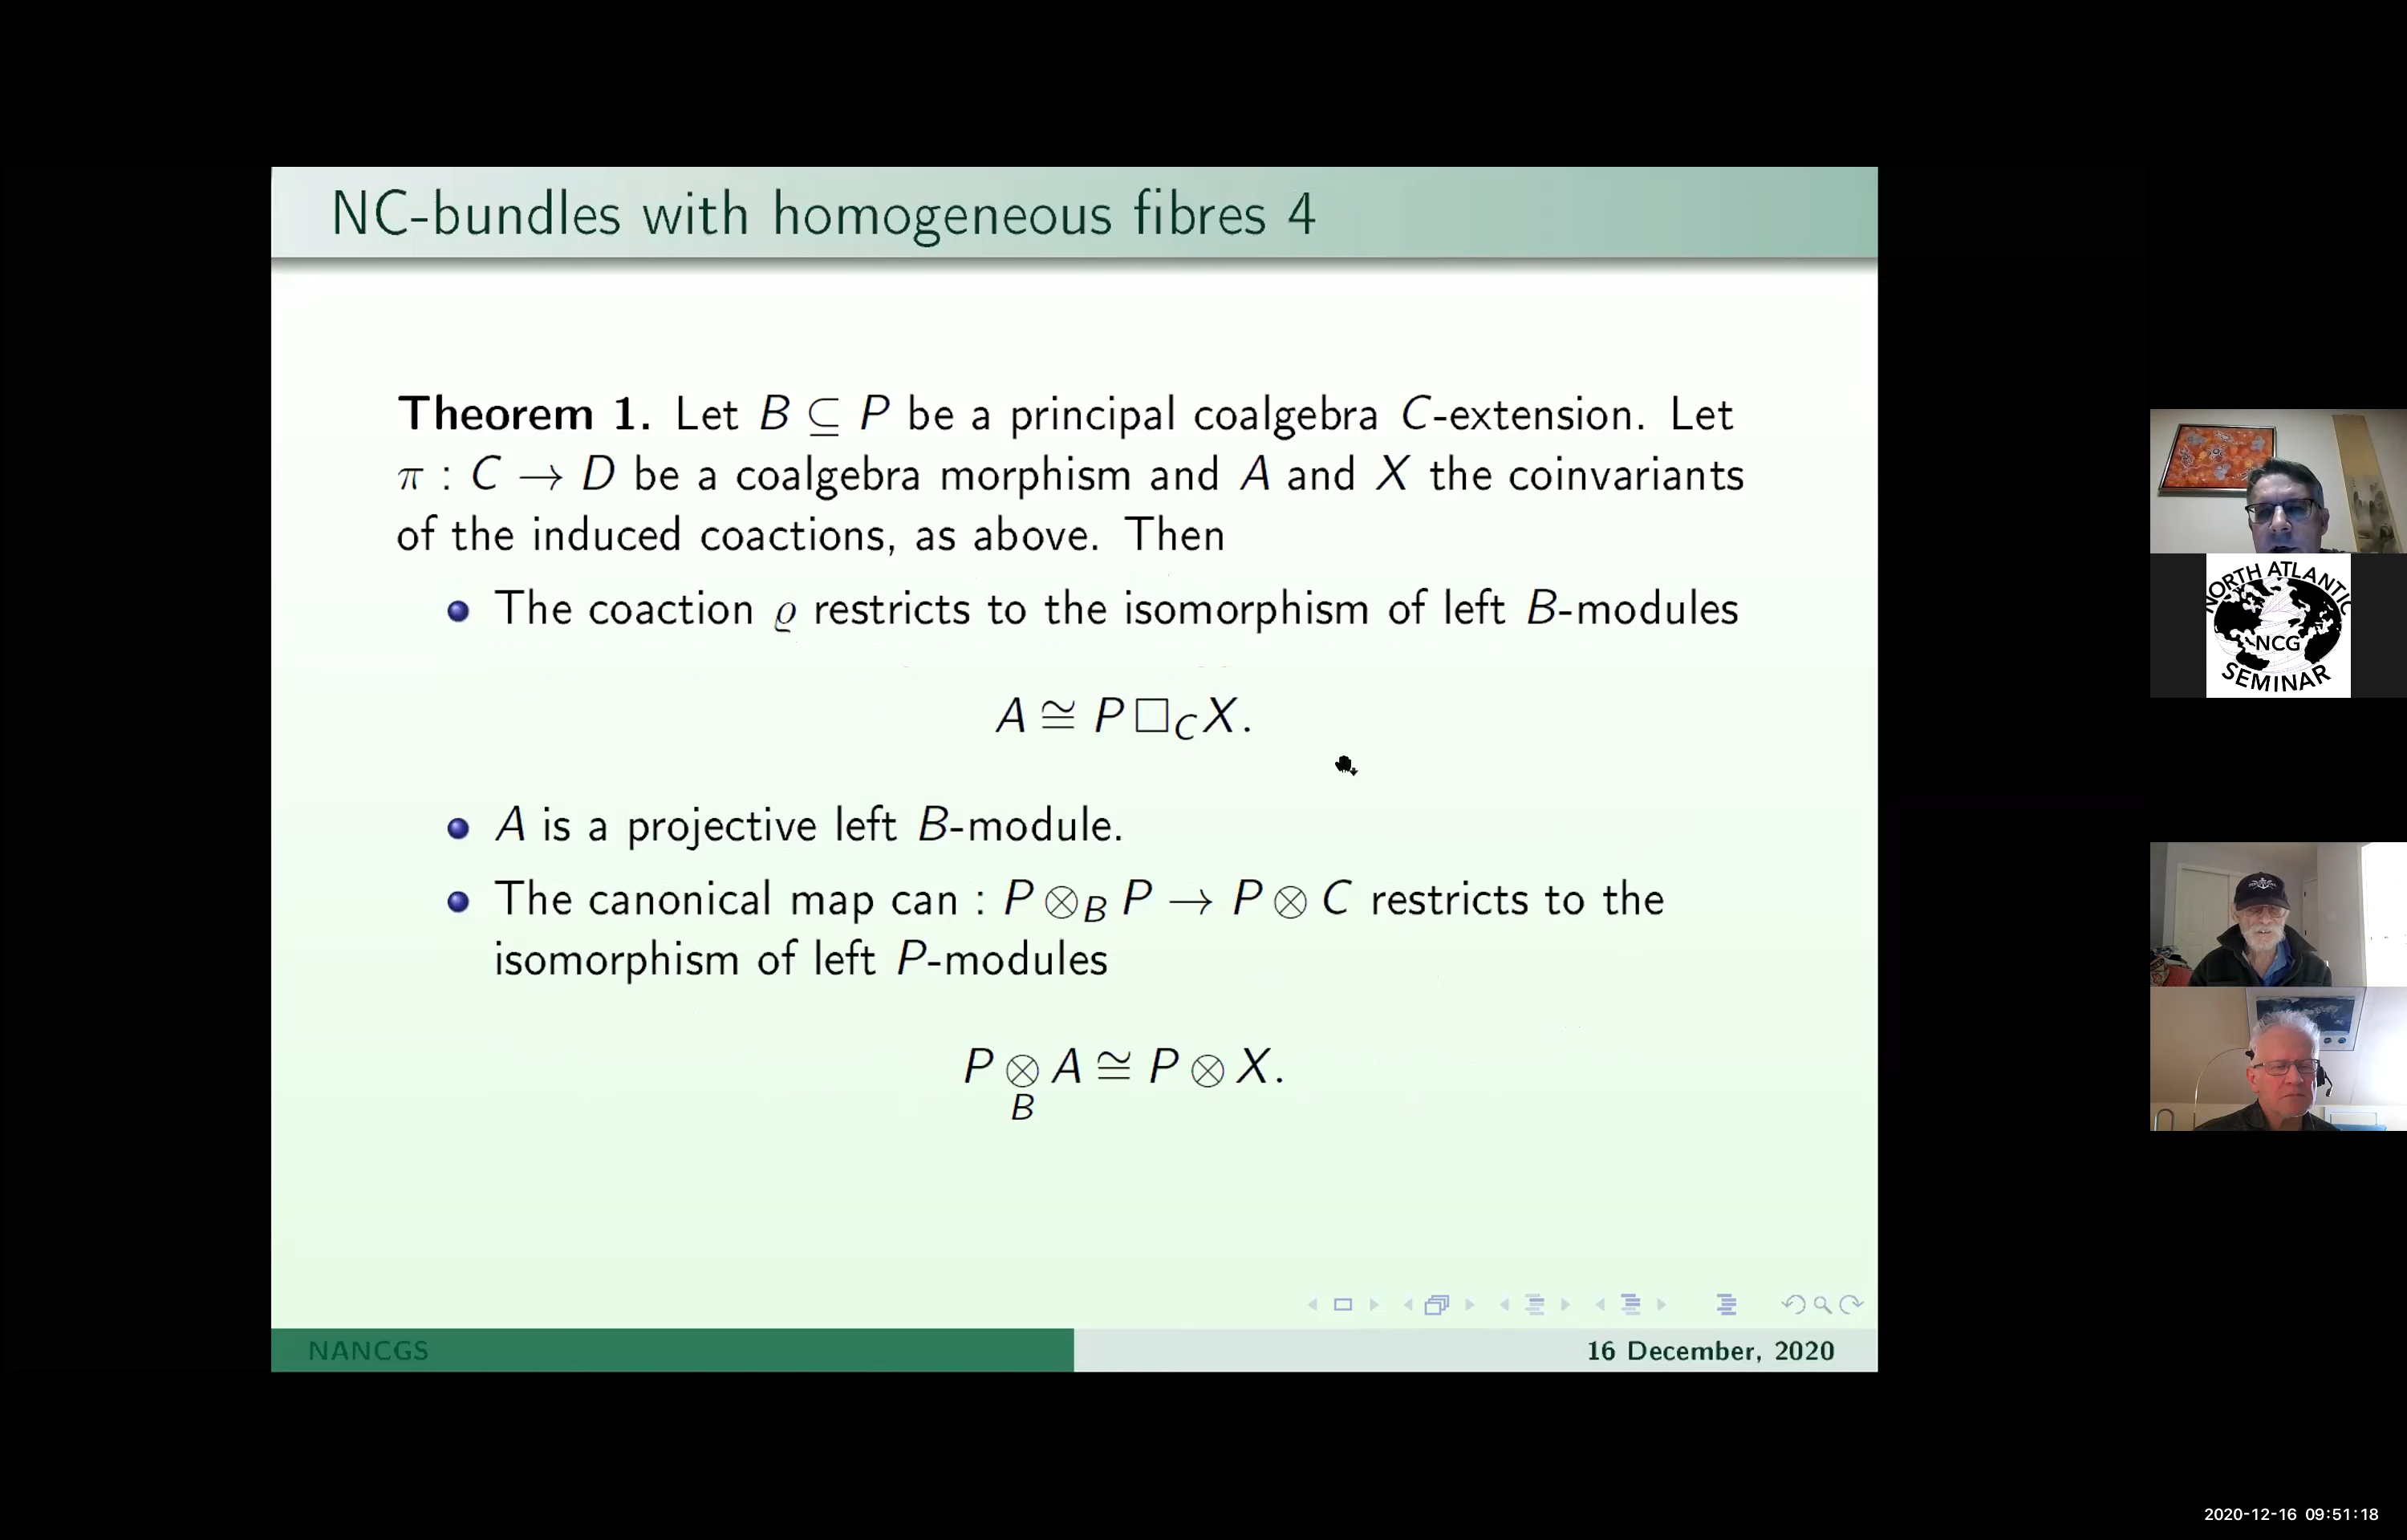 NC-bundles with homogeneous fibres 4
Theorem 1. Let B ⊆ P be a principal coalgebra C-extension. Let
π : C → D be a coalgebra morphism and A and X the coinvariants
of the induced coactions, as above. Then
The coaction ϱ restricts to the isomorphism of left B-modules
A ≅ P □_C X.
A is a projective left B-module.
The canonical map can : P ⊗_B P → P ⊗ C restricts to the
isomorphism of left P-modules
P ⊗_B A ≅ P ⊗ X.
NANCGS
16 December, 2020
NORTH ATLANTIC
NCG
SEMINAR
2020-12-16 09:51:18